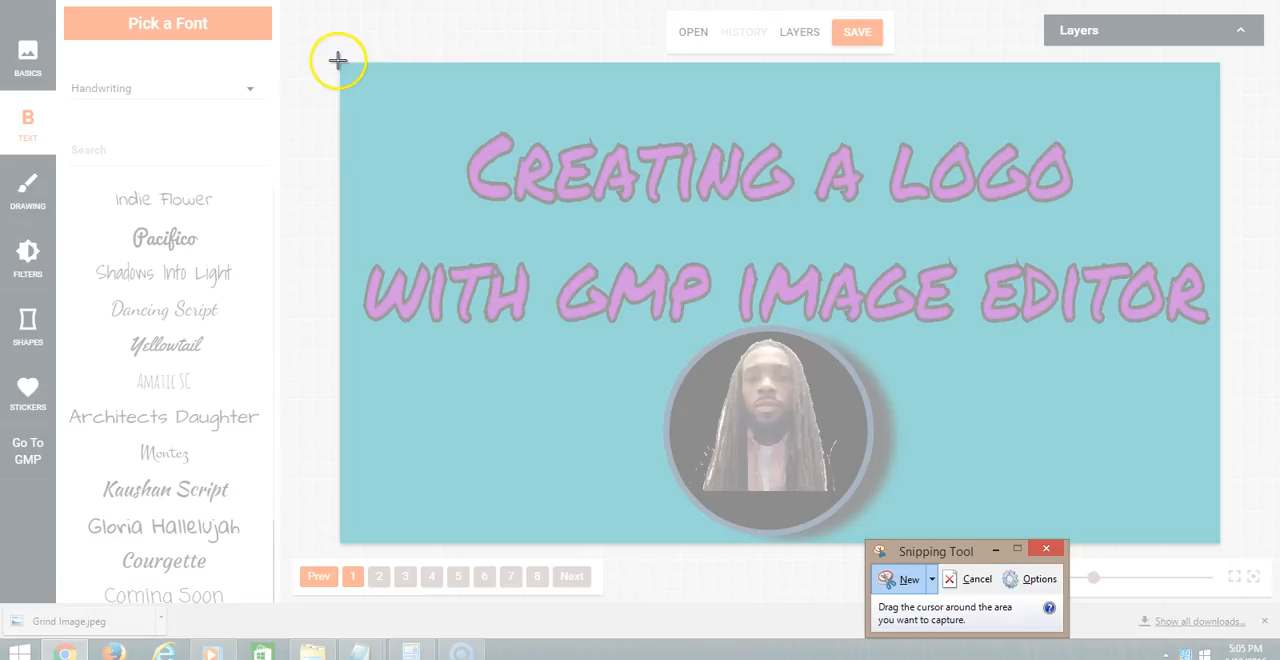 Pick a Font
OPEN HISTORY LAYERS SAVE
Layers
BASICS
Handwriting
B
TEXT
Search
DRAWING
FILTERS
SHAPES
STICKERS
Go To
GMP
Indie Flower
Pacifico
Shadows Into Light
Dancing Script
Yellowtail
Amatic SC
Architects Daughter
Montez
Kaushan Script
Gloria Hallelujah
Courgette
Coming Soon
Creating a logo
with GMP image editor
Prev 1 2 3 4 5 6 7 8 Next
Snipping Tool
New Cancel Options
Drag the cursor around the area
you want to capture.
Grind Image.jpeg
Show all downloads...
5:05 PM